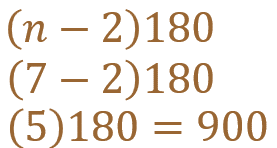 (n − 2)180
(7 − 2)180
(5)180 = 900